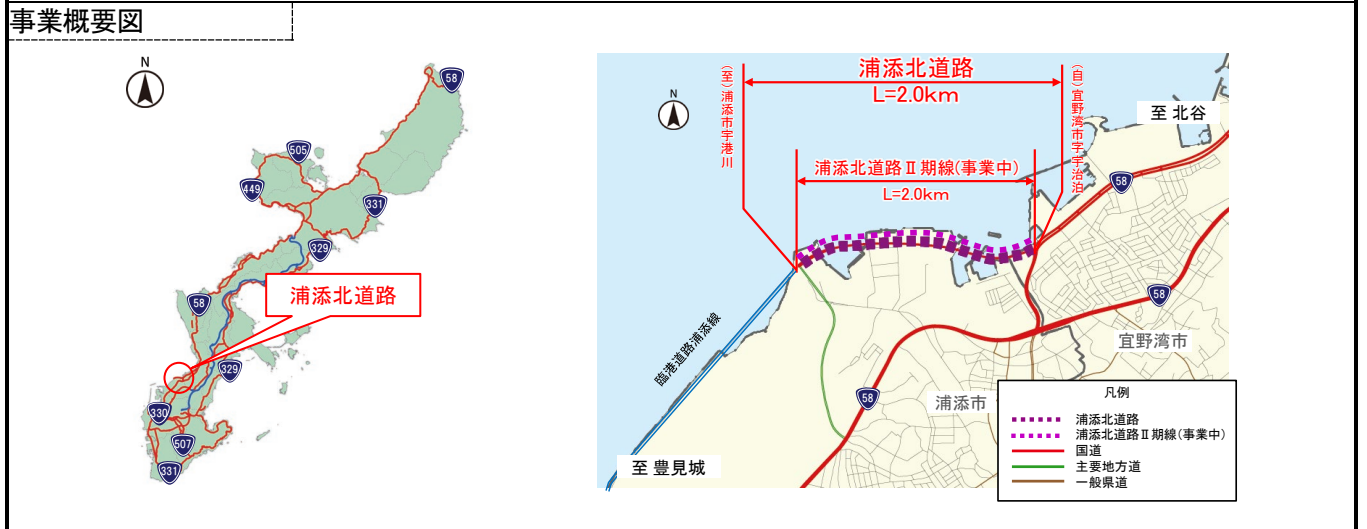 事業概要図
N
58
505
449
331
329
浦添北道路
58
329
330
507
331
浦添北道路
L=2.0km
(至)浦添市字港川
(自)宜野湾市字宇治泊
N
至 北谷
浦添北道路Ⅱ期線(事業中)
L=2.0km
58
58
臨港道路浦添線
宜野湾市
58
浦添市
至 豊見城
凡例
浦添北道路
浦添北道路Ⅱ期線(事業中)
国道
主要地方道
一般県道